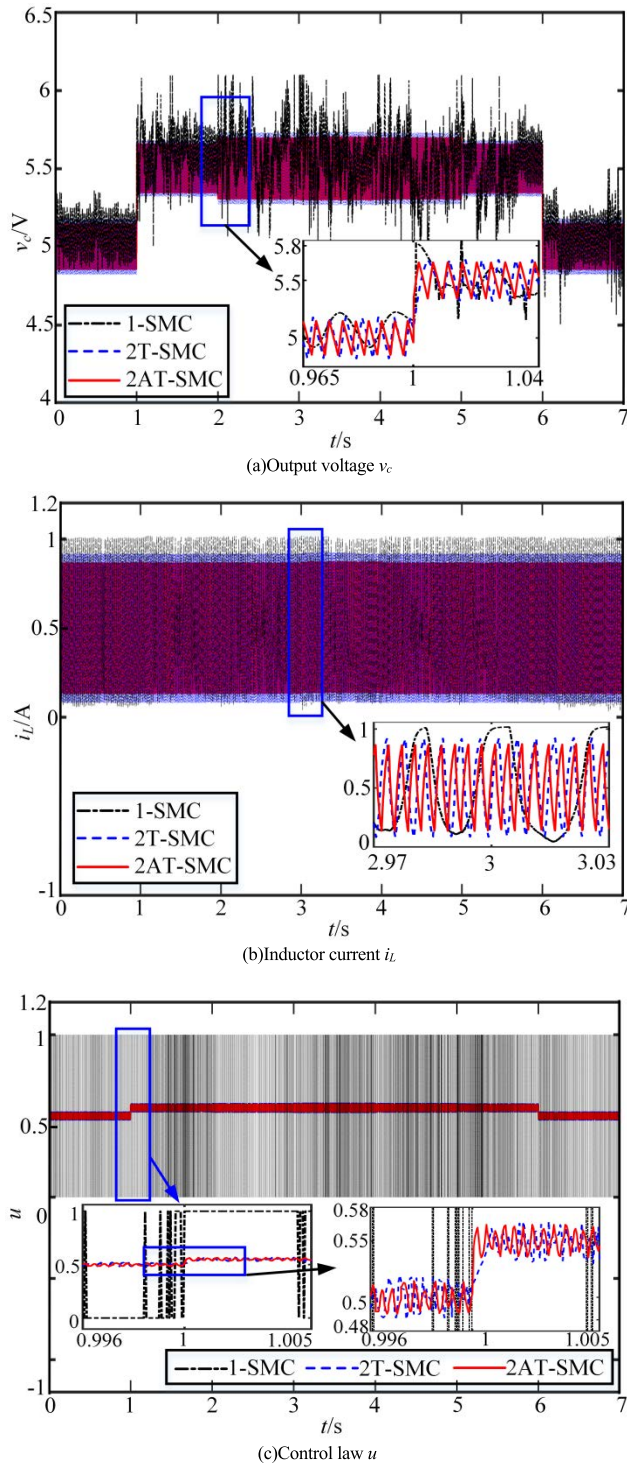 6.5
6
5.5
5
4.5
4
v_c/V
5.8
5.5
5
0.965 1 1.04
1-SMC
2T-SMC
2AT-SMC
0 1 2 3 4 5 6 7
t/s
(a)Output voltage v_c
1.2
1
0.5
0
-1
i_L/A
1
0.5
0
2.97 3 3.03
1-SMC
2T-SMC
2AT-SMC
0 1 2 3 4 5 6 7
t/s
(b)Inductor current i_L
1.2
1
0.5
0
-1
u
1
0.5
0
0.996 1 1.005
0.58
0.55
0.5
0.48
0.996 1 1.005
1-SMC 2T-SMC 2AT-SMC
0 1 2 3 4 5 6 7
t/s
(c)Control law u